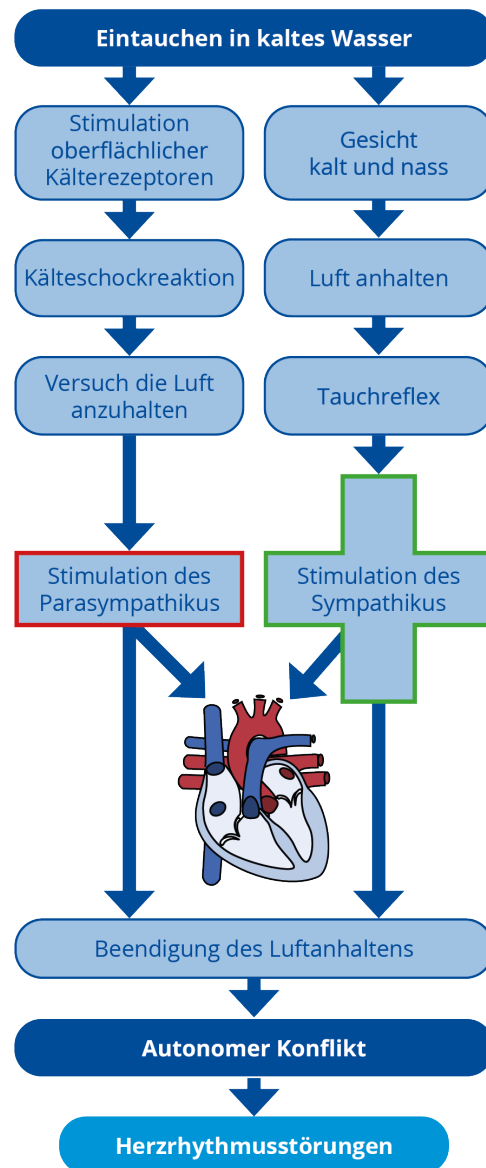 Eintauchen in kaltes Wasser
Stimulation
oberflächlicher
Kälterezeptoren
Gesicht
kalt und nass
Kälteschockreaktion
Luft anhalten
Versuch die Luft
anzuhalten
Tauchreflex
Stimulation des
Parasympathikus
Stimulation des
Sympathikus
Beendigung des Luftanhaltens
Autonomer Konflikt
Herzrhythmusstörungen